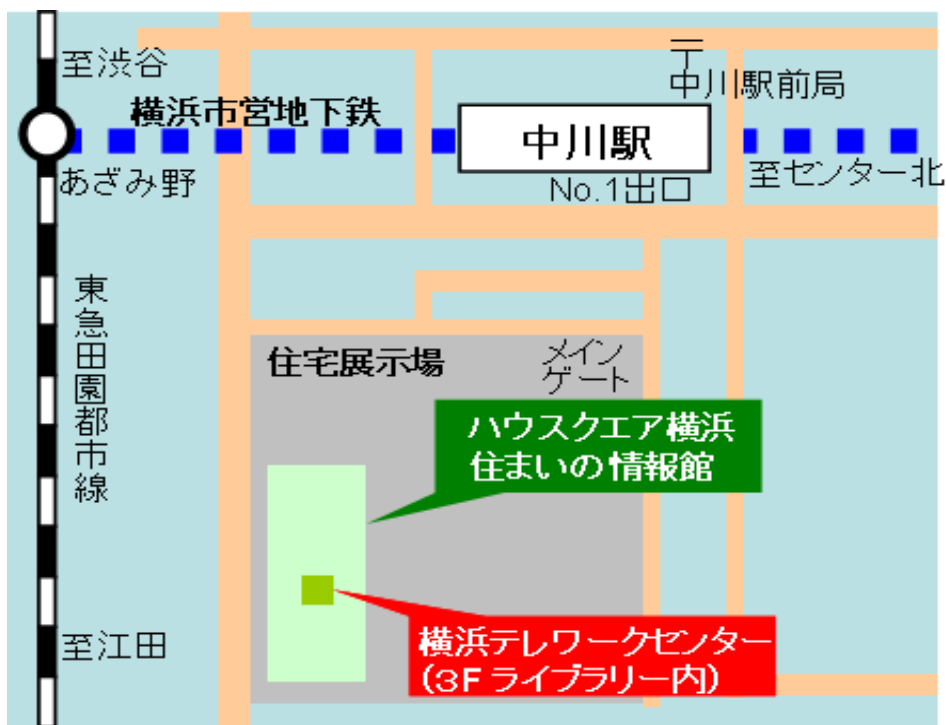 至渋谷
〒
中川駅前局
横浜市営地下鉄
中川駅
あざみ野
No.1出口
至センター北
東急田園都市線
住宅展示場
メイン
ゲート
ハウスクエア横浜
住まいの情報館
至江田
横浜テレワークセンター
(3Fライブラリー内)